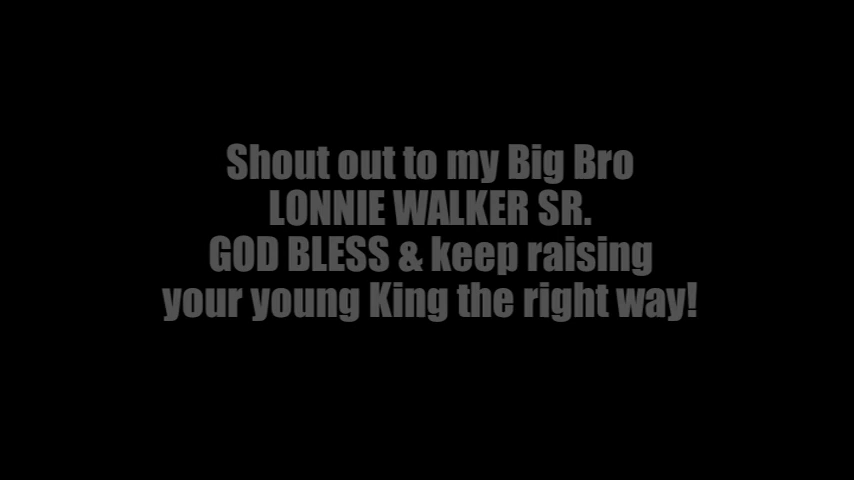 Shout out to my Big Bro
LONNIE WALKER SR.
GOD BLESS & keep raising
your young King the right way!